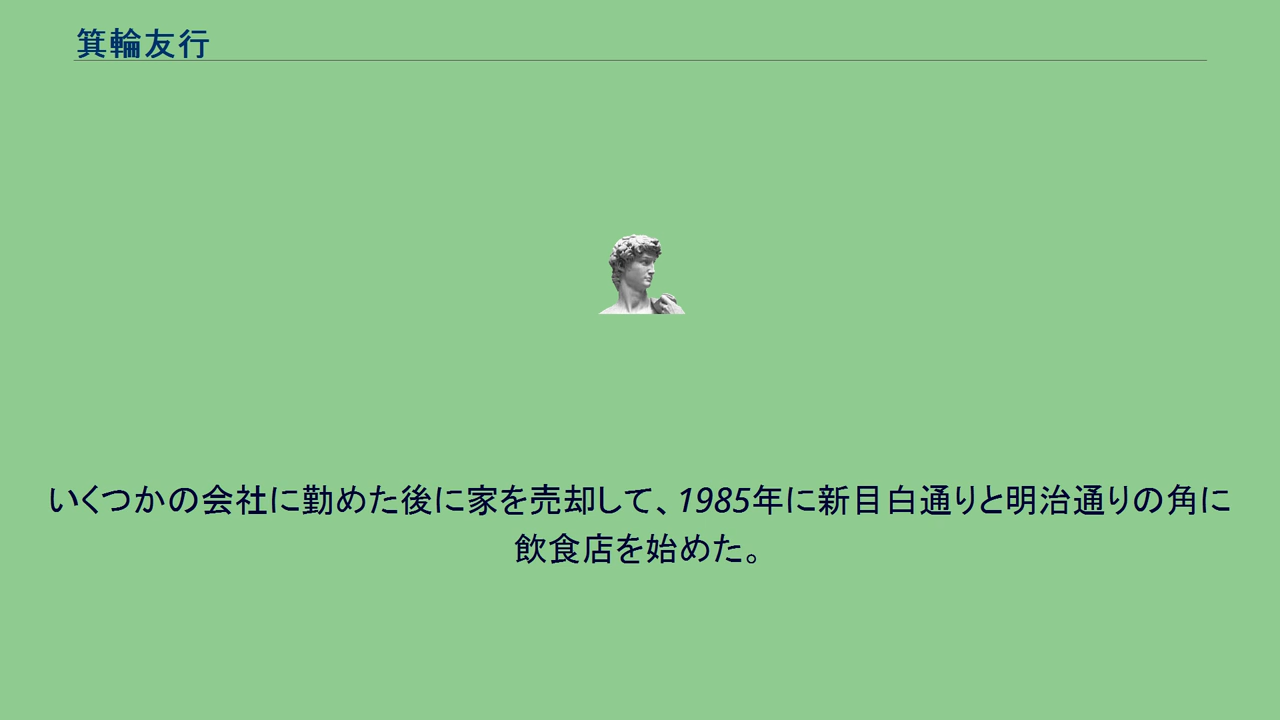 箕輪友行
いくつかの会社に勤めた後に家を売却して、1985年に新目白通りと明治通りの角に
飲食店を始めた。